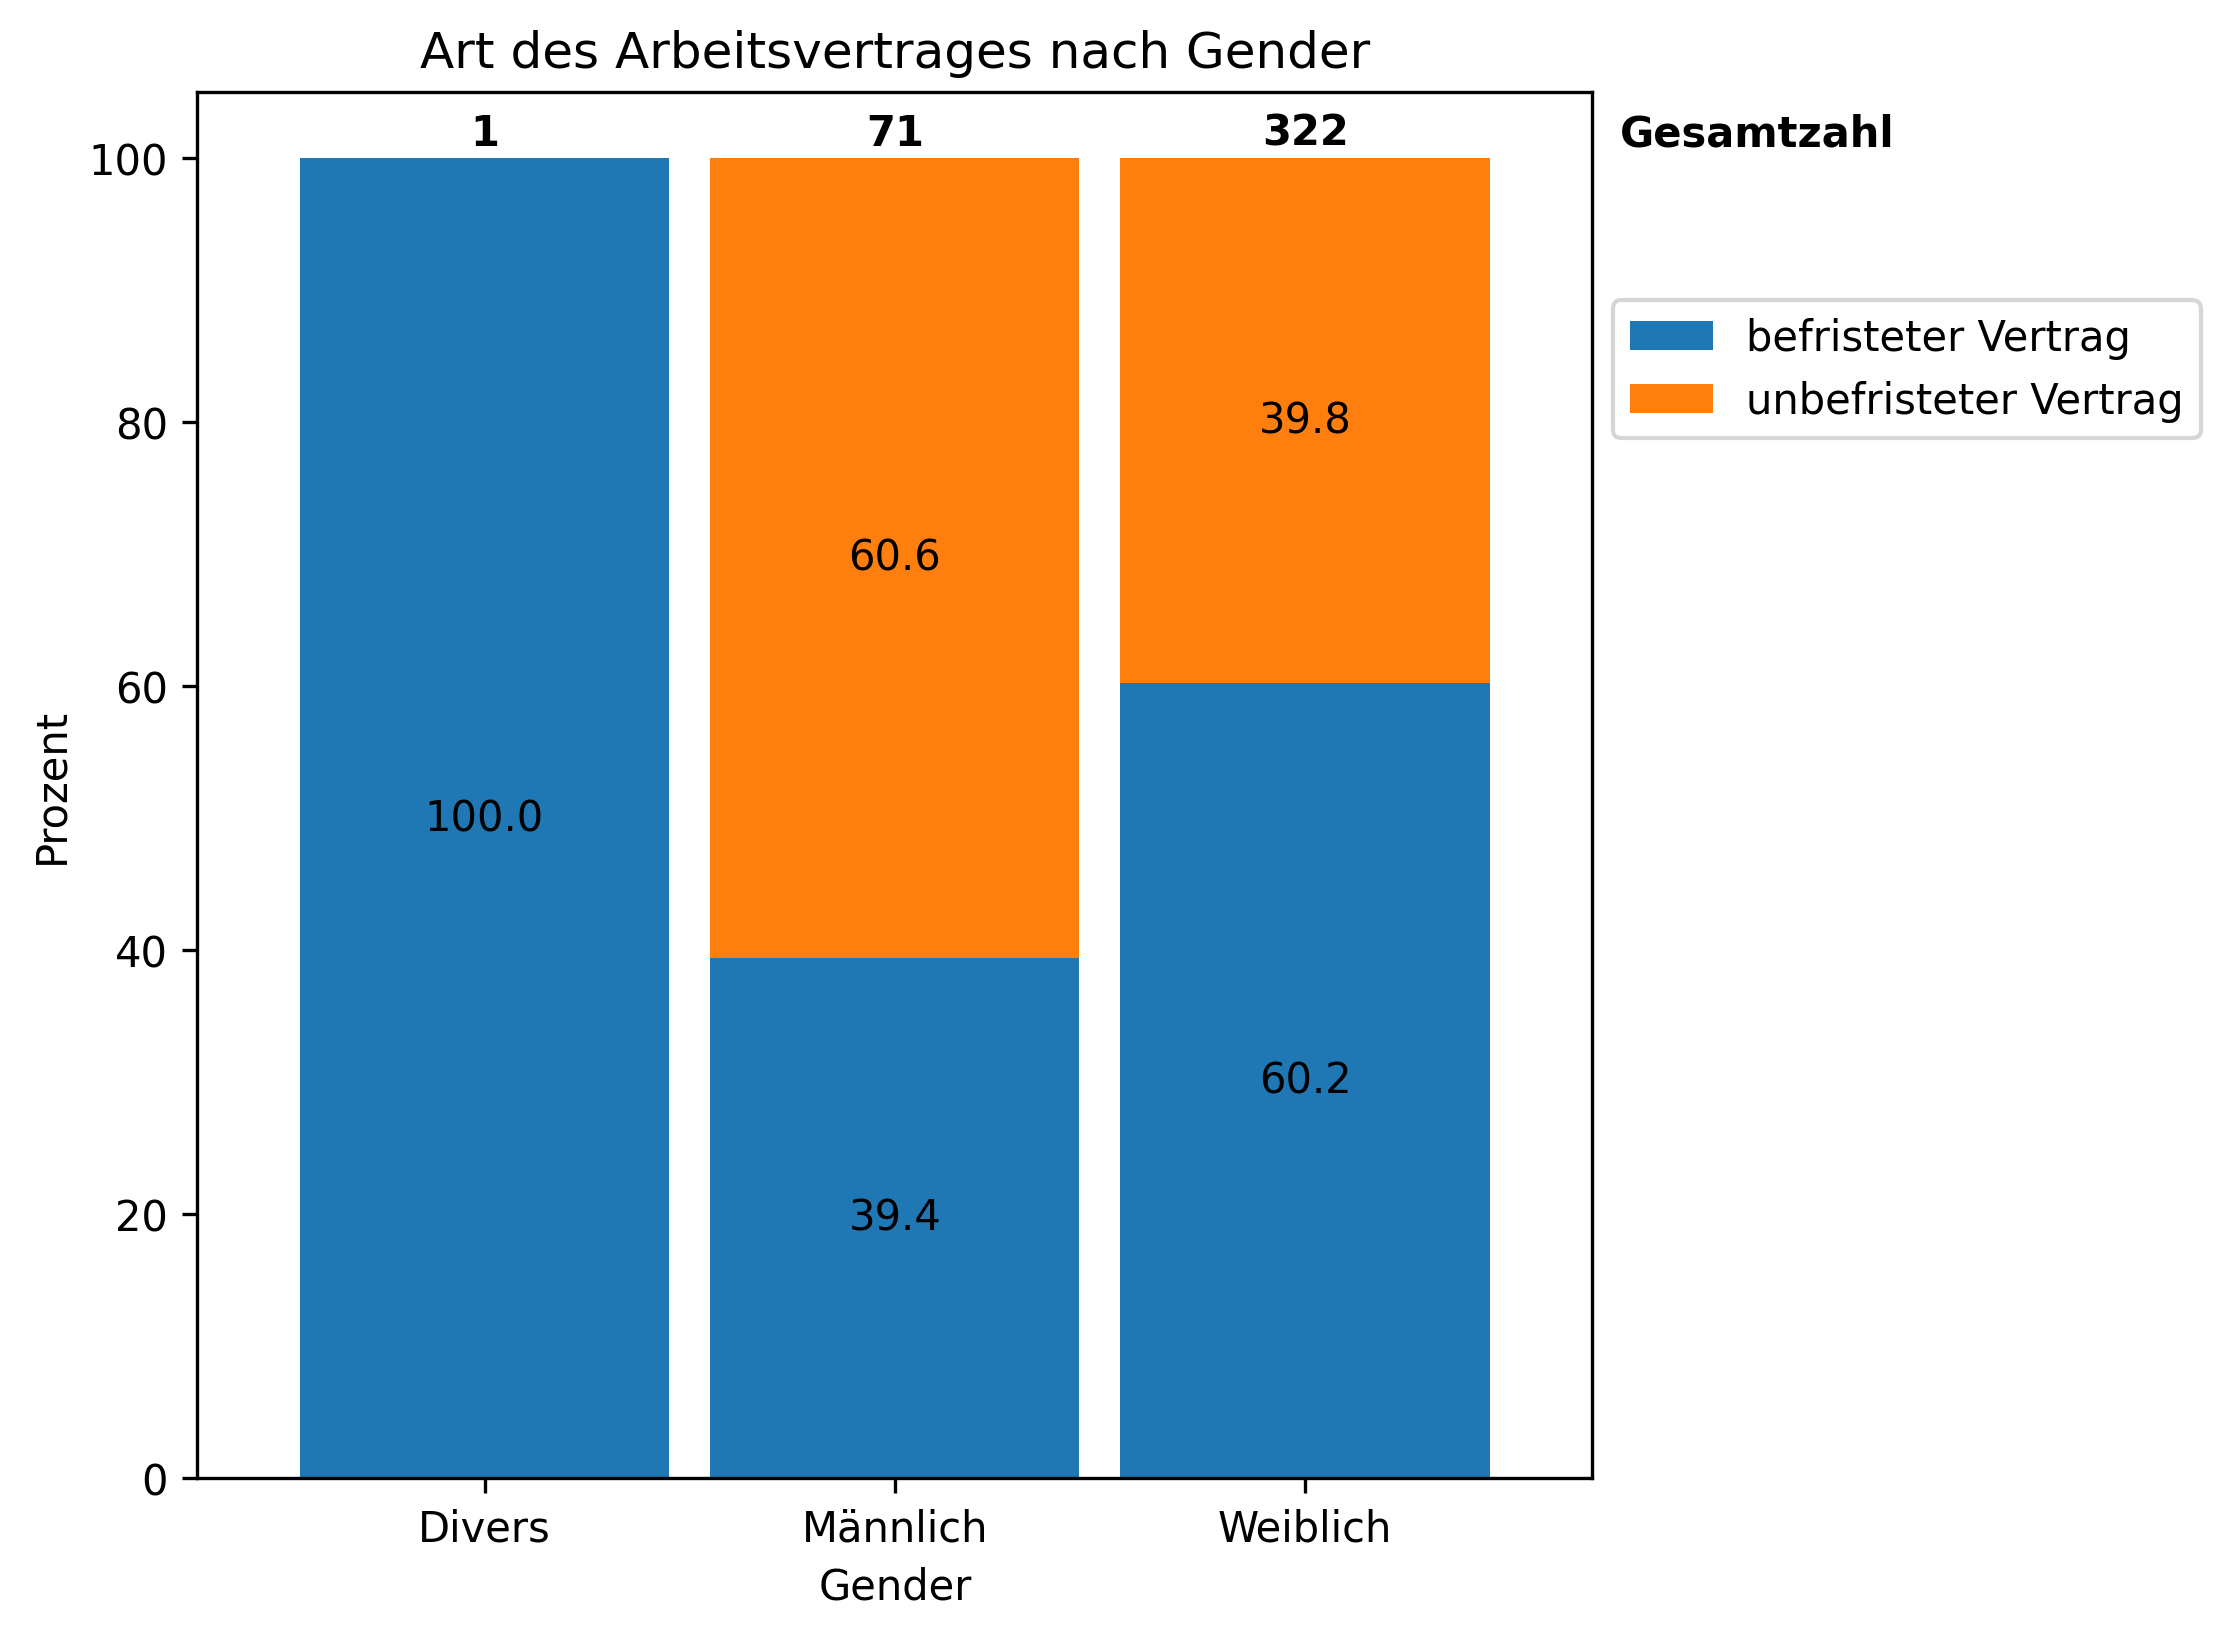 Art des Arbeitsvertrages nach Gender
1 71 322 Gesamtzahl
100
80
60
40
20
0
Prozent
100.0
60.6
39.4
39.8
60.2
befristeter Vertrag
unbefristeter Vertrag
Divers Männlich Weiblich
Gender